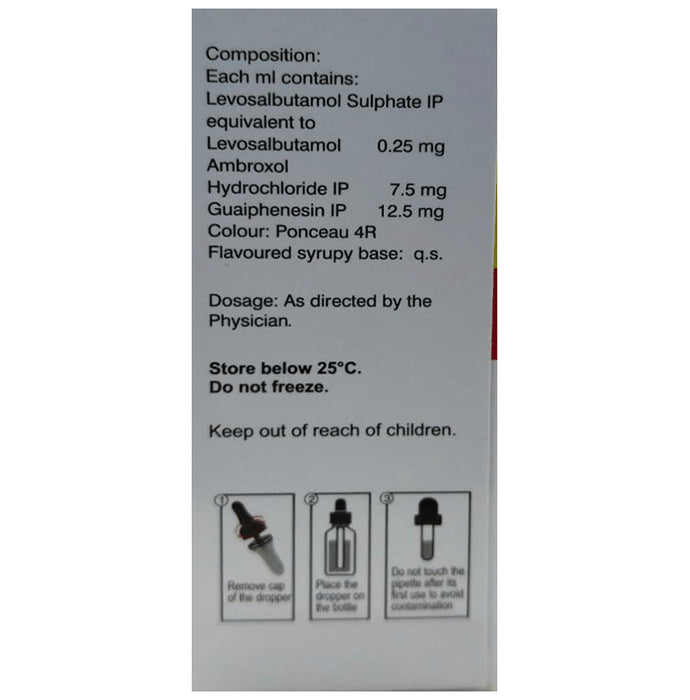 Composition:
Each ml contains:
Levosalbutamol Sulphate IP
equivalent to
Levosalbutamol 0.25 mg
Ambroxol
Hydrochloride IP 7.5 mg
Guaiphenesin IP 12.5 mg
Colour: Ponceau 4R
Flavoured syrupy base: q.s.
Dosage: As directed by the
Physician.
Store below 25°C.
Do not freeze.
Keep out of reach of children.
1
Remove cap
of the dropper
2
Place the
dropper on
the bottle
3
Do not touch the
pipette after its
first use to avoid
contamination